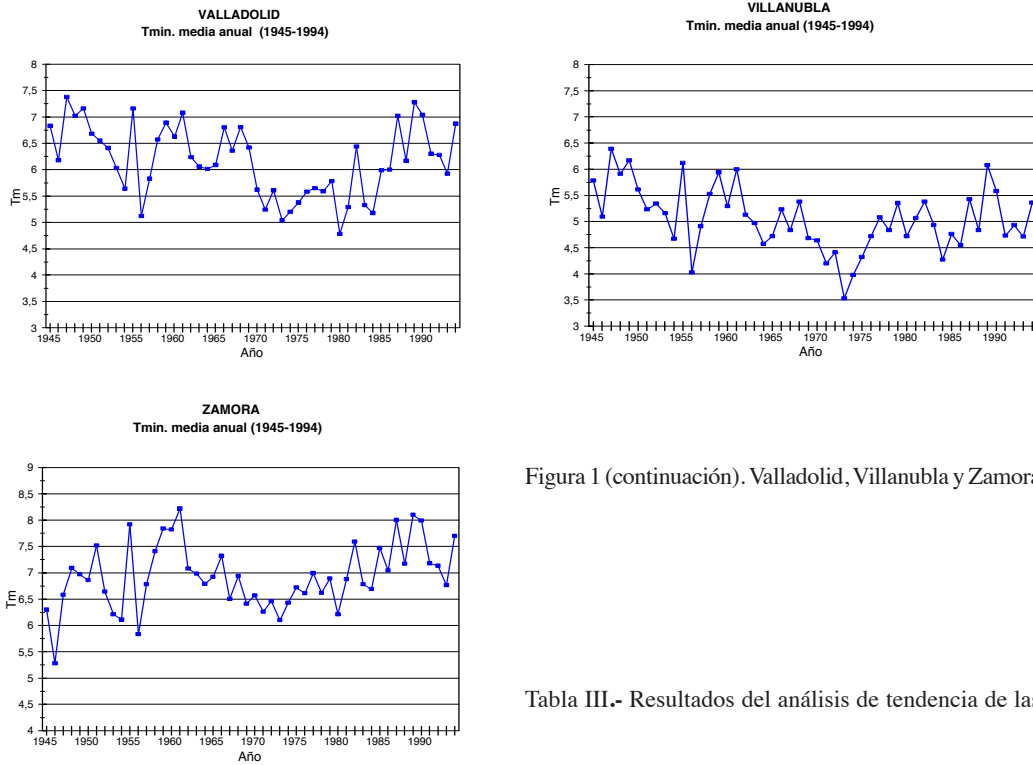 VALLADOLID
Tmin. media anual (1945-1994)
8
7,5
7
6,5
6
5,5
5
4,5
4
3,5
3
Tm
1945 1950 1955 1960 1965 1970 1975 1980 1985 1990
Año
VILLANUBLA
Tmin. media anual (1945-1994)
8
7,5
7
6,5
6
5,5
5
4,5
4
3,5
3
Tm
1945 1950 1955 1960 1965 1970 1975 1980 1985 1990
Año
ZAMORA
Tmin. media anual (1945-1994)
9
8,5
8
7,5
7
6,5
6
5,5
5
4,5
4
Tm
1945 1950 1955 1960 1965 1970 1975 1980 1985 1990
Año
Figura 1 (continuación). Valladolid, Villanubla y Zamora
Tabla III.- Resultados del análisis de tendencia de las